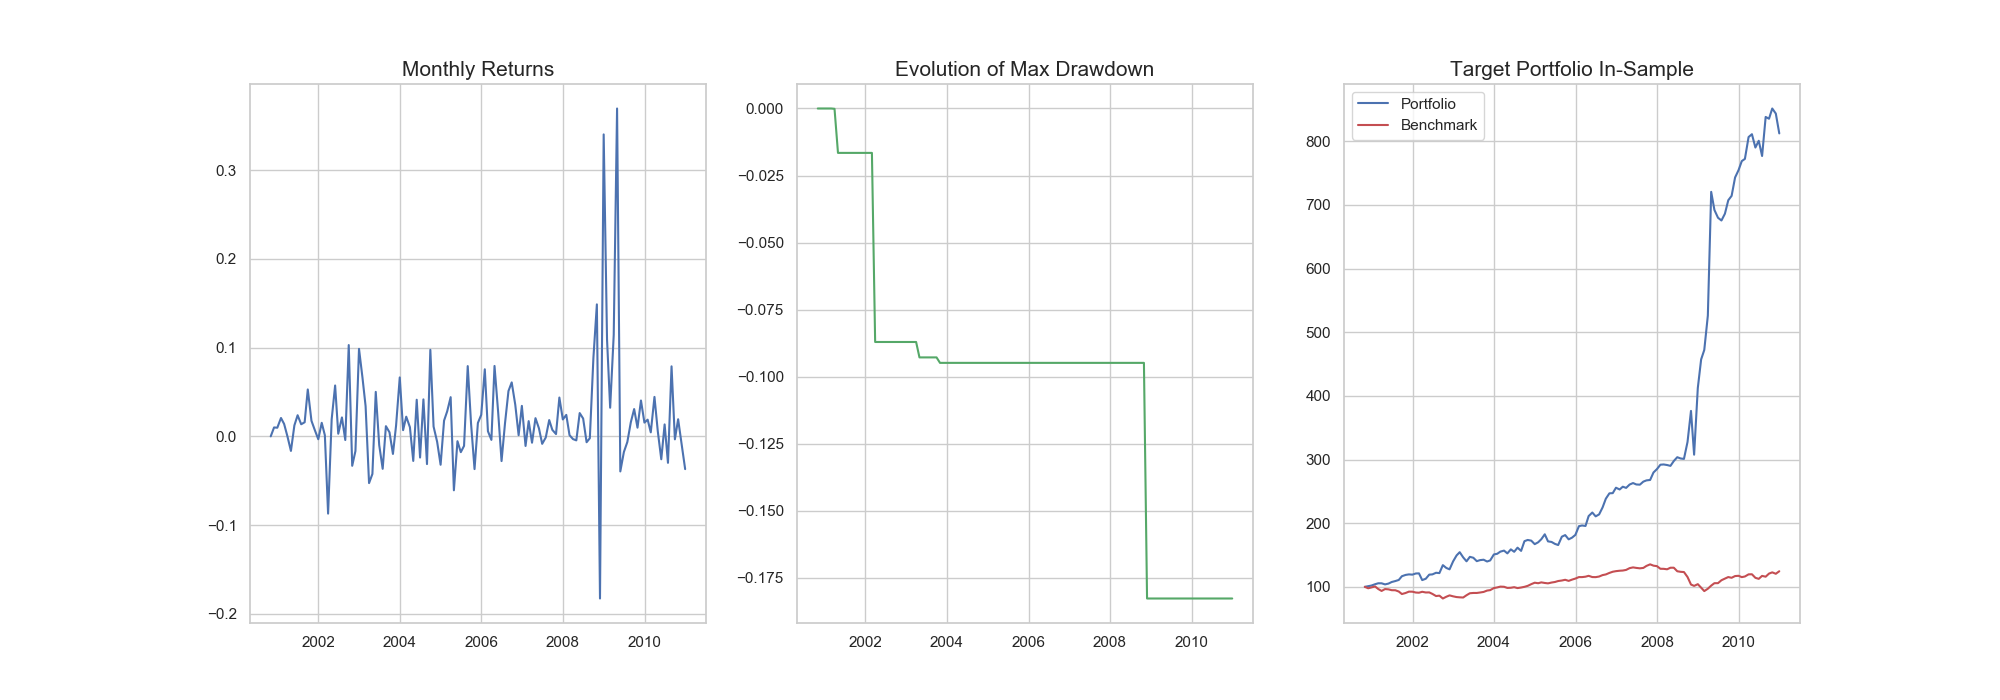 Monthly Returns
0.3
0.2
0.1
0.0
−0.1
−0.2
2002 2004 2006 2008 2010
Evolution of Max Drawdown
0.000
−0.025
−0.050
−0.075
−0.100
−0.125
−0.150
−0.175
2002 2004 2006 2008 2010
Target Portfolio In-Sample
Portfolio
Benchmark
800
700
600
500
400
300
200
100
2002 2004 2006 2008 2010